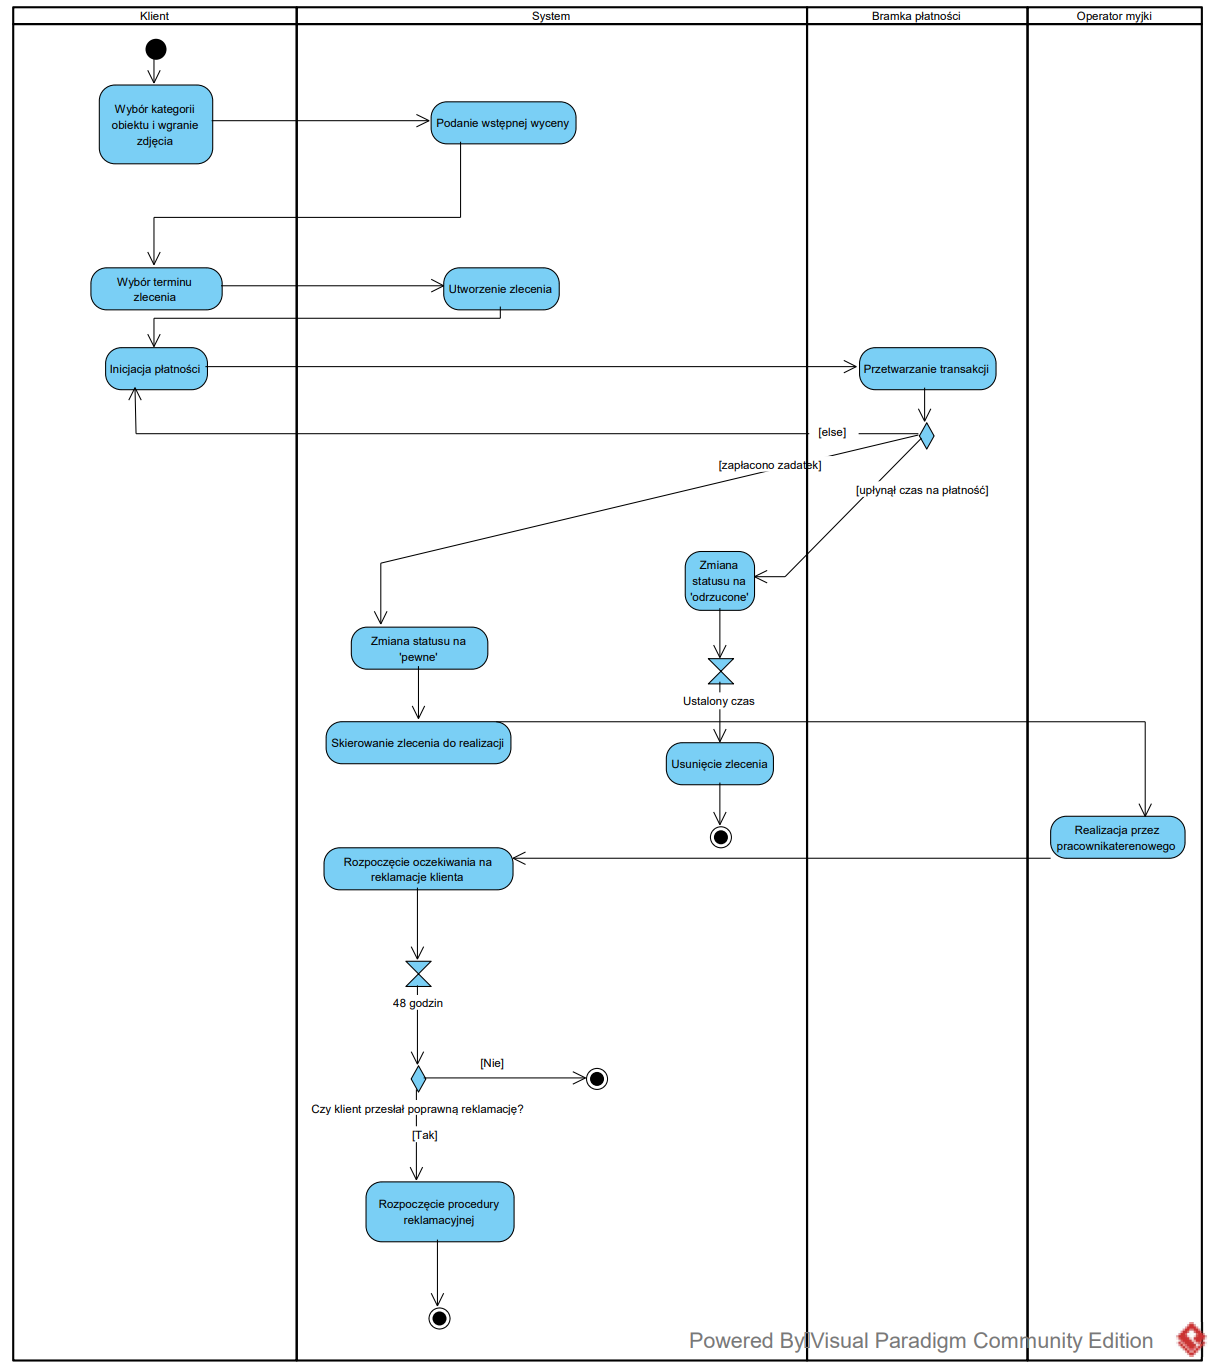 Klient
System
Bramka płatności
Operator myjki
Wybór kategorii
obiektu i wgranie
zdjęcia
Podanie wstępnej wyceny
Wybór terminu
zlecenia
Utworzenie zlecenia
Inicjacja płatności
Przetwarzanie transakcji
[else]
[zapłacono zadatek]
[upłynął czas na płatność]
Zmiana
statusu na
'odrzucone'
Zmiana statusu na
'pewne'
Ustalony czas
Skierowanie zlecenia do realizacji
Usunięcie zlecenia
Realizacja przez
pracownikaterenowego
Rozpoczęcie oczekiwania na
reklamacje klienta
48 godzin
[Nie]
Czy klient przesłał poprawną reklamację?
[Tak]
Rozpoczęcie procedury
reklamacyjnej
Powered By Visual Paradigm Community Edition